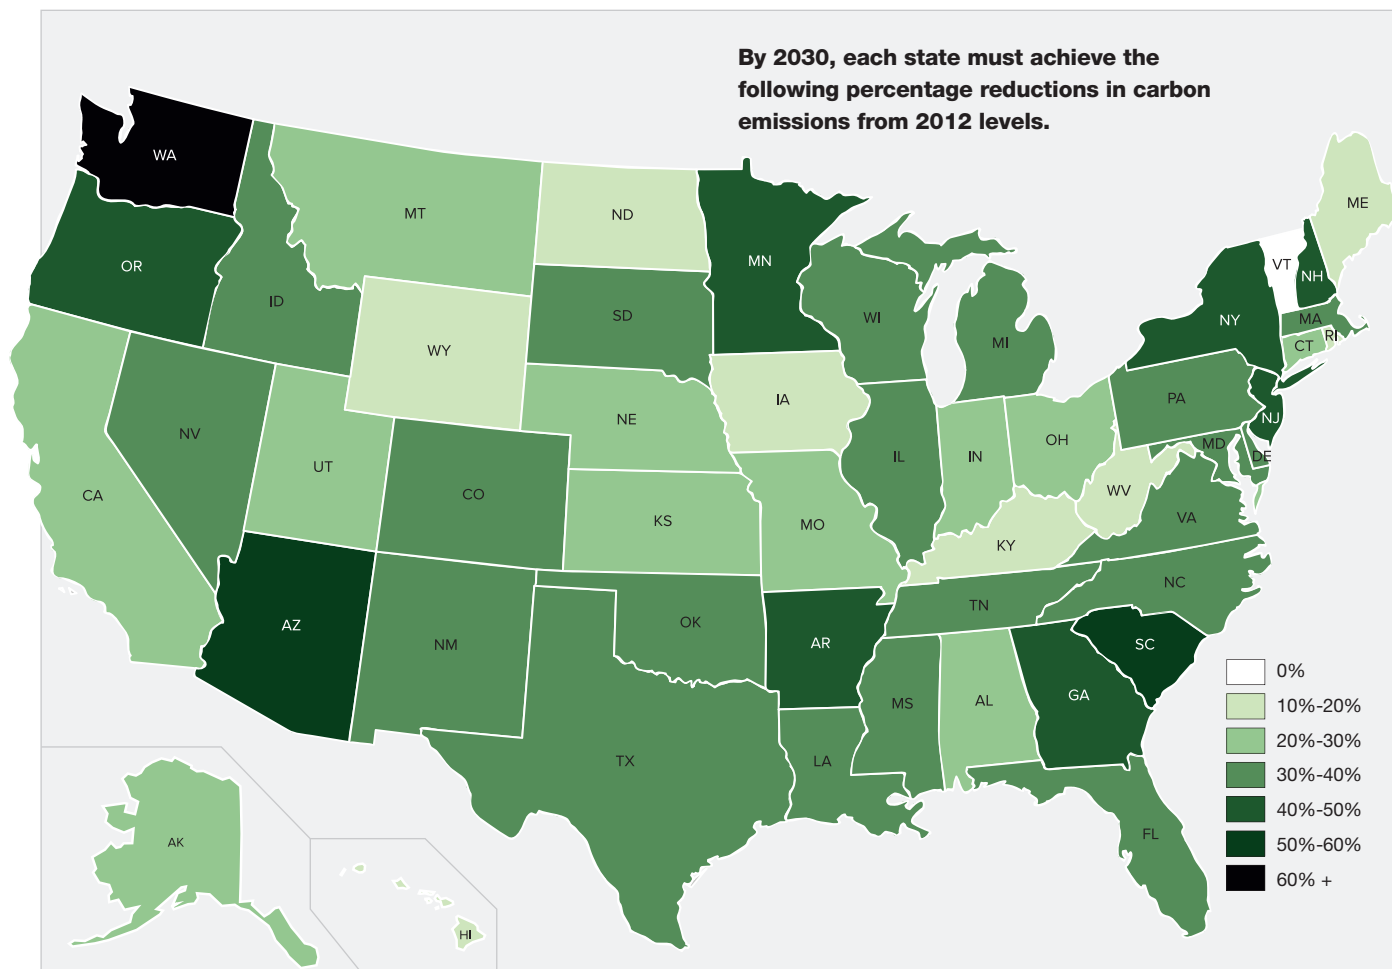 By 2030, each state must achieve the
following percentage reductions in carbon
emissions from 2012 levels.
WA
MT
ND
MN
ME
OR
ID
SD
WI
MI
VT
NH
NY
MA
CT
RI
WY
IA
NE
PA
NJ
NV
UT
CO
IL
IN
OH
MD
DE
CA
KS
MO
WV
VA
KY
AZ
NM
OK
AR
TN
NC
SC
MS
AL
GA
TX
LA
FL
AK
HI
0%
10%-20%
20%-30%
30%-40%
40%-50%
50%-60%
60% +